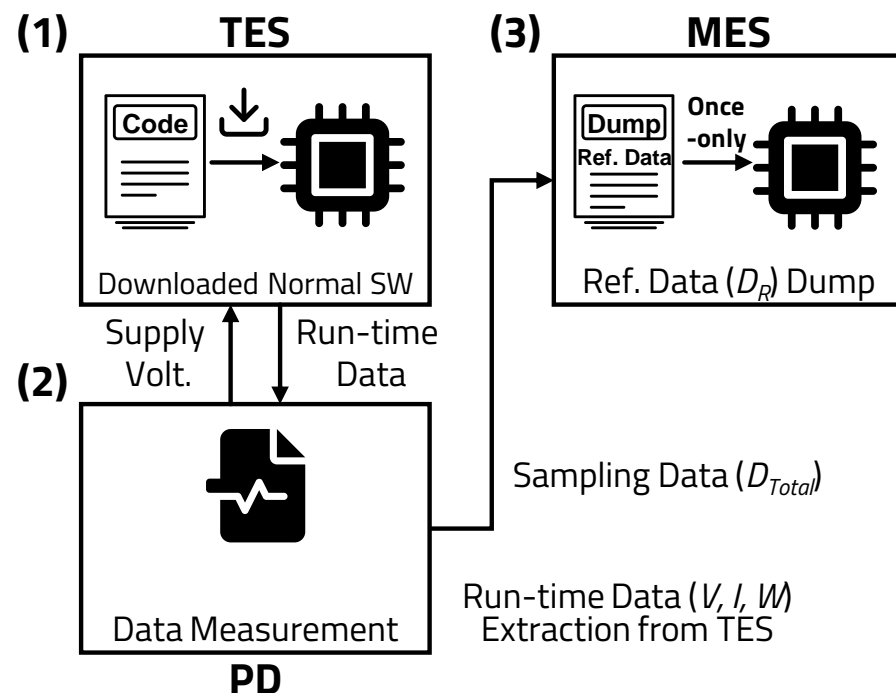 (1)
TES
Code
Downloaded Normal SW
Supply
Volt.
Run-time
Data
(2)
Data Measurement
PD
(3)
MES
Dump
Ref. Data
Once
-only
Ref. Data (D_R) Dump
Sampling Data (D_Total)
Run-time Data (V, I, W)
Extraction from TES